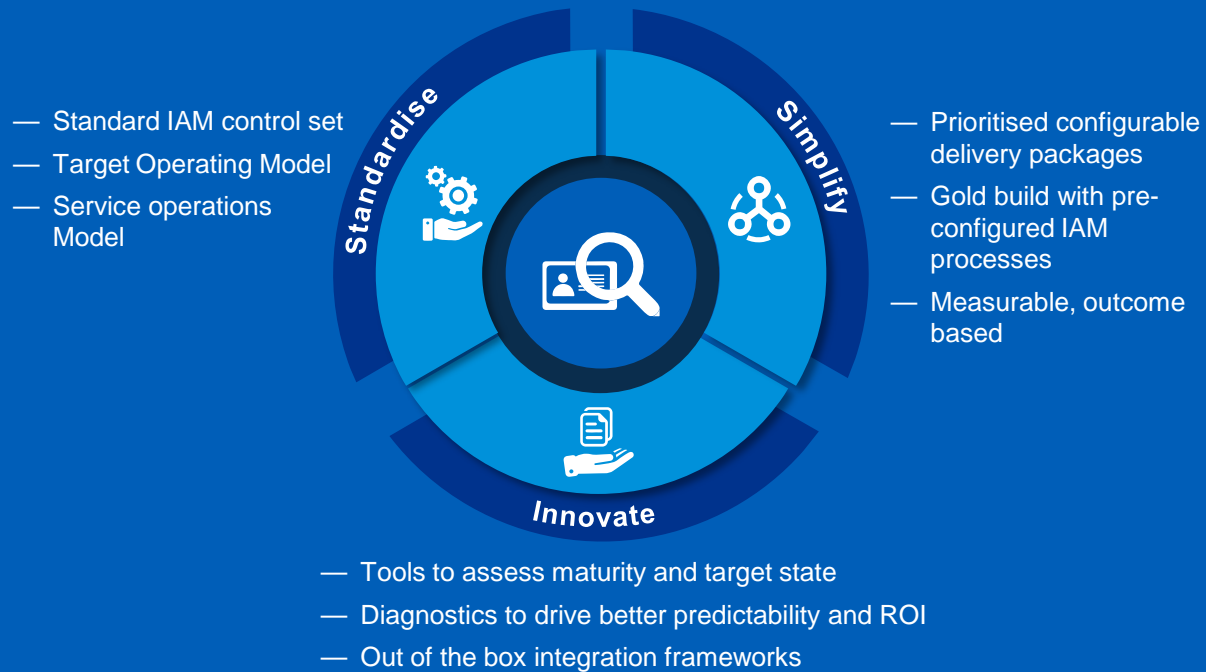 Standardise
— Standard IAM control set
— Target Operating Model
— Service operations
Model
Simplify
— Prioritised configurable
delivery packages
— Gold build with pre-
configured IAM
processes
— Measurable, outcome
based
Innovate
— Tools to assess maturity and target state
— Diagnostics to drive better predictability and ROI
— Out of the box integration frameworks